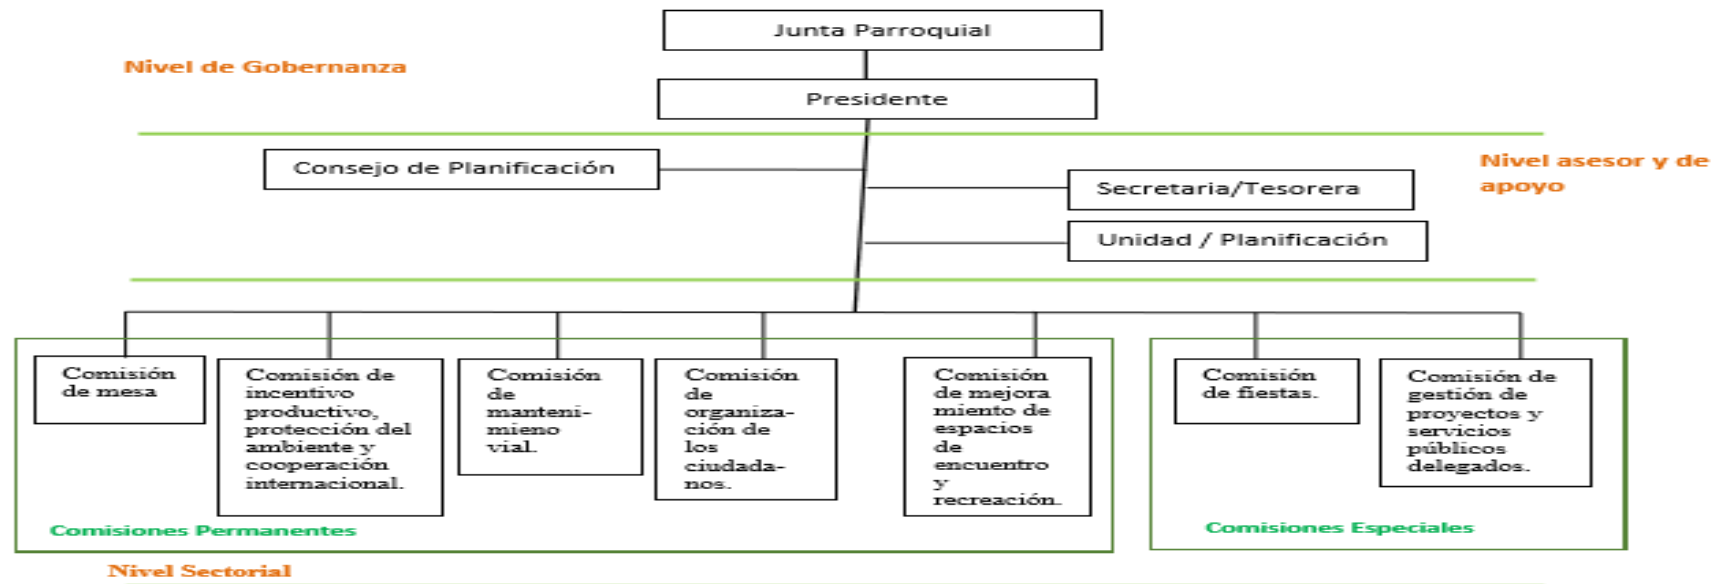 Junta Parroquial
Nivel de Gobernanza
Presidente
Consejo de Planificación
Nivel asesor y de
apoyo
Secretaria/Tesorera
Unidad / Planificación
Comisión
de mesa
Comisión de
incentivo
productivo,
protección del
ambiente y
cooperación
internacional.
Comisión
de
manteni-
mieno
vial.
Comisión
de
organiza-
ción de
los
ciudada-
nos.
Comisión
de mejora
miento de
espacios
de
encuentro
y
recreación.
Comisión
de fiestas.
Comisión de
gestión de
proyectos y
servicios
públicos
delegados.
Comisiones Permanentes
Comisiones Especiales
Nivel Sectorial